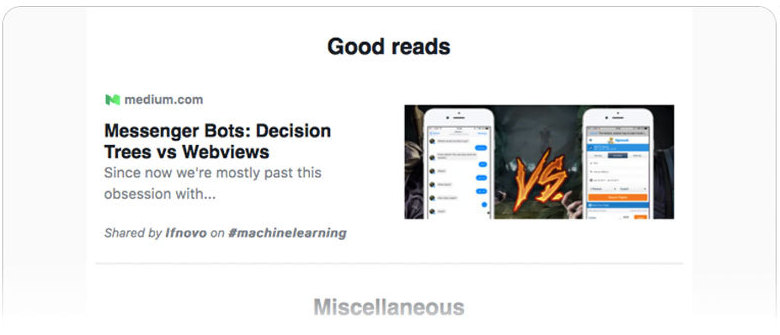 Good reads
medium.com
Messenger Bots: Decision
Trees vs Webviews
Since now we're mostly past this
obsession with...
VS.
Shared by lfnovo on #machinelearning
Miscellaneous